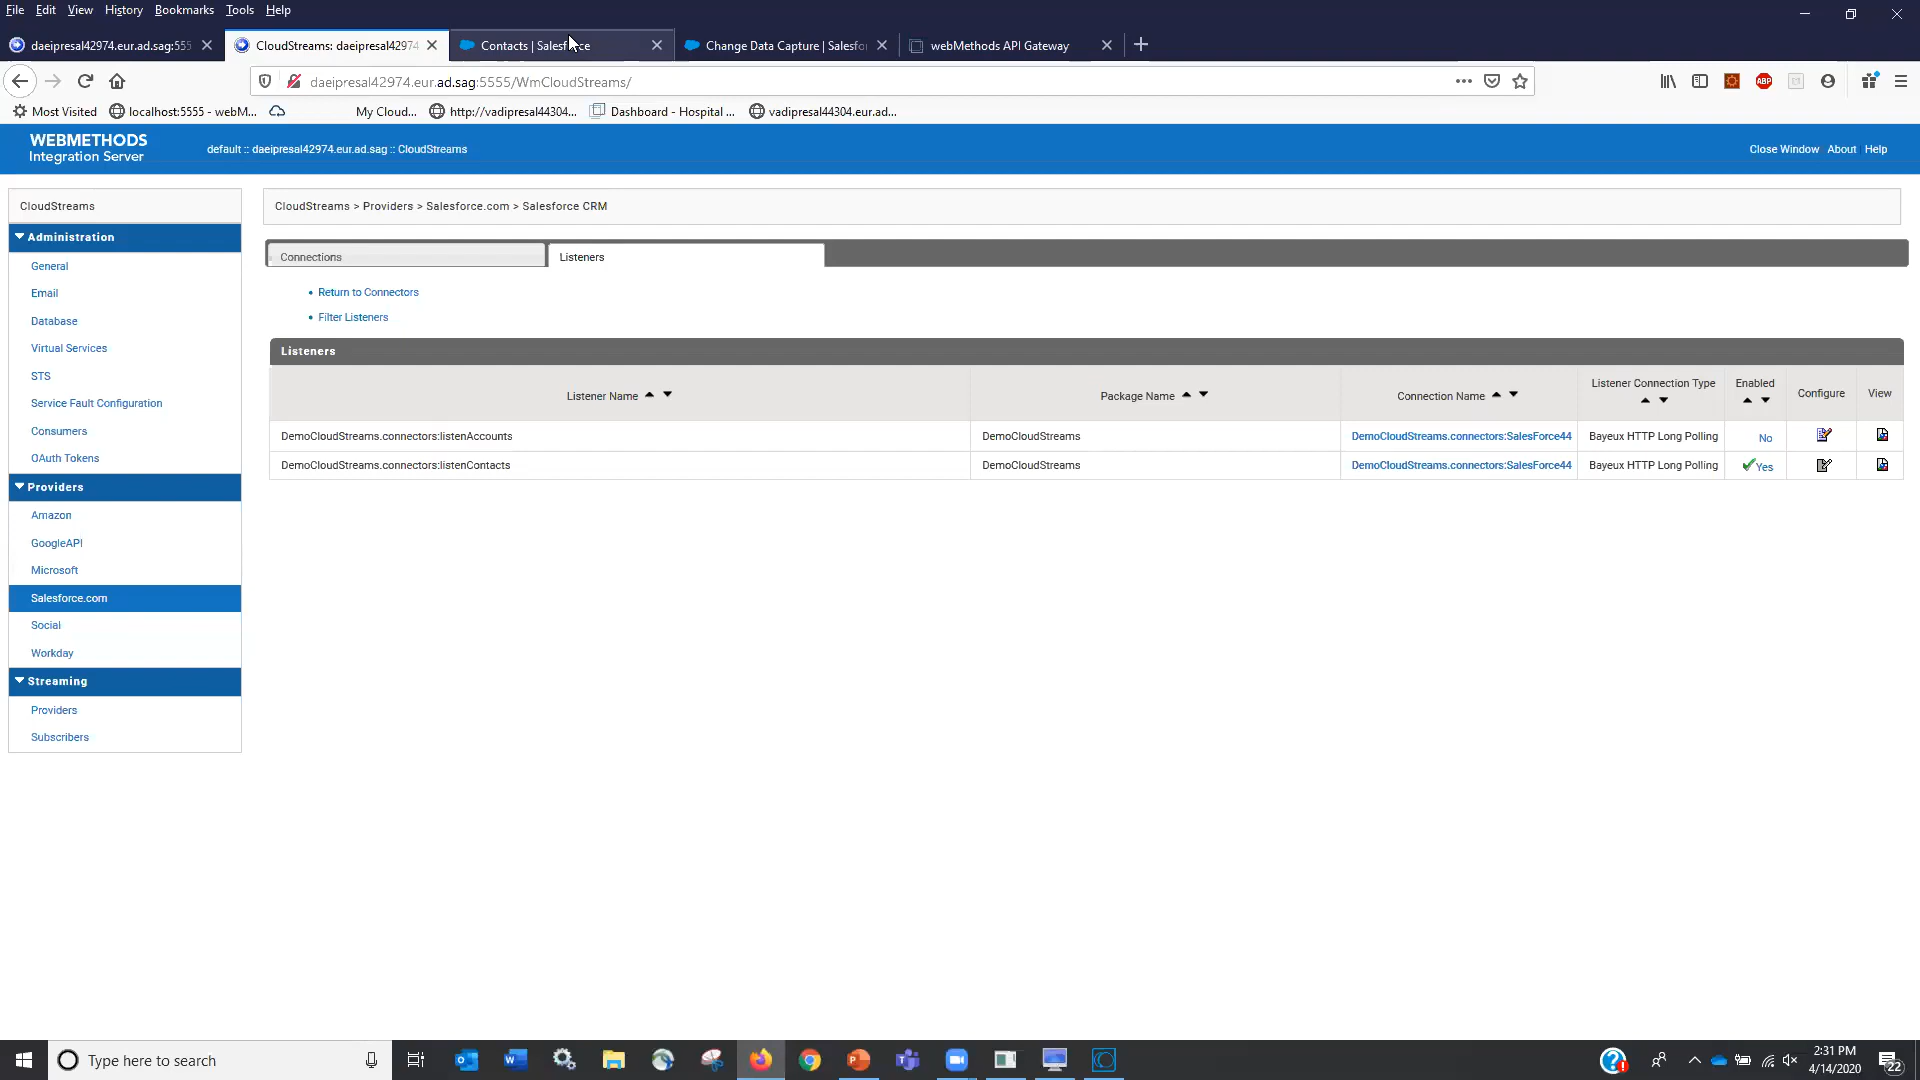 File Edit View History Bookmarks Tools Help
daeipresal42974.eur.ad.sag:555
CloudStreams: daeipresal42974
Contacts | Salesforce
Change Data Capture | Salesfo
webMethods API Gateway
daeipresal42974.eur.ad.sag:5555/WmCloudStreams/
ABP
Most Visited
localhost:5555 - webM...
My Cloud...
http://vadipresal44304...
Dashboard - Hospital ...
vadipresal44304.eur.ad...
WEBMETHODS
Integration Server
default :: daeipresal42974.eur.ad.sag :: CloudStreams
Close Window About Help
CloudStreams
Administration
General
Email
Database
Virtual Services
STS
Service Fault Configuration
Consumers
OAuth Tokens
Providers
Amazon
GoogleAPI
Microsoft
Salesforce.com
Social
Workday
Streaming
Providers
Subscribers
CloudStreams > Providers > Salesforce.com > Salesforce CRM
Connections
Listeners
Return to Connectors
Filter Listeners
Listeners
Listener Name Package Name Connection Name Listener Connection Type Enabled Configure View
DemoCloudStreams.connectors:listenAccounts DemoCloudStreams DemoCloudStreams.connectors:SalesForce44 Bayeux HTTP Long Polling No
DemoCloudStreams.connectors:listenContacts DemoCloudStreams DemoCloudStreams.connectors:SalesForce44 Bayeux HTTP Long Polling Yes
Type here to search
2:31 PM
4/14/2020
22